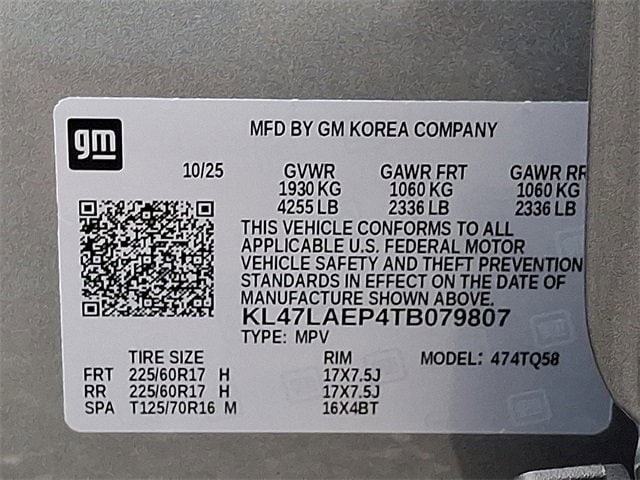 gm
MFD BY GM KOREA COMPANY
10/25 GVWR GAWR FRT GAWR RR
1930 KG 1060 KG 1060 KG
4255 LB 2336 LB 2336 LB
THIS VEHICLE CONFORMS TO ALL
APPLICABLE U.S. FEDERAL MOTOR
VEHICLE SAFETY AND THEFT PREVENTION
STANDARDS IN EFFECT ON THE DATE OF
MANUFACTURE SHOWN ABOVE.
KL47LAEP4TB079807
TYPE: MPV
TIRE SIZE RIM MODEL: 474TQ58
FRT 225/60R17 H 17X7.5J
RR 225/60R17 H 17X7.5J
SPA T125/70R16 M 16X4BT